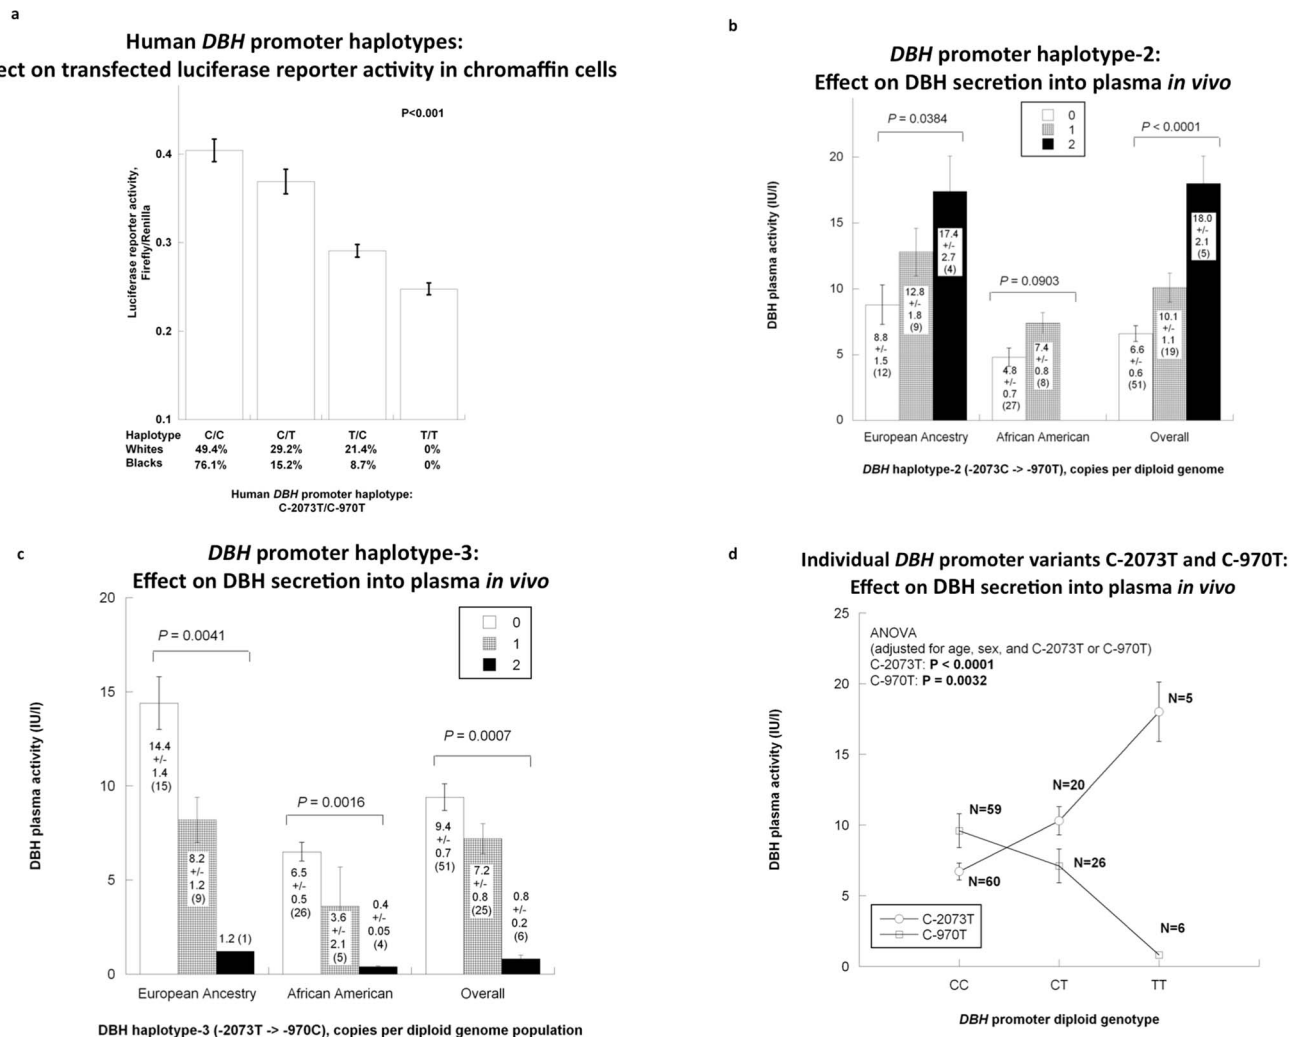 a
Human DBH promoter haplotypes:
ect on transfected luciferase reporter activity in chromaffin cells
P<0.001
Luciferase reporter activity,
Firefly/Renilla
0.4
0.3
0.2
0.1
Haplotype C/C C/T T/C T/T
Whites 49.4% 29.2% 21.4% 0%
Blacks 76.1% 15.2% 8.7% 0%
Human DBH promoter haplotype:
C-2073T/C-970T
b
DBH promoter haplotype-2:
Effect on DBH secretion into plasma in vivo
0
1
2
P = 0.0384
P < 0.0001
P = 0.0903
DBH plasma activity (IU/l)
20
15
10
5
0
8.8
+/-
1.5
(12)
12.8
+/-
1.8
(9)
17.4
+/-
2.7
(4)
4.8
+/-
0.7
(27)
7.4
+/-
0.8
(8)
6.6
+/-
0.6
(51)
10.1
+/-
1.1
(19)
18.0
+/-
2.1
(5)
European Ancestry African American Overall
DBH haplotype-2 (-2073C -> -970T), copies per diploid genome
c
DBH promoter haplotype-3:
Effect on DBH secretion into plasma in vivo
0
1
2
P = 0.0041
P = 0.0016
P = 0.0007
DBH plasma activity (IU/l)
20
15
10
5
0
14.4
+/-
1.4
(15)
8.2
+/-
1.2
(9)
1.2 (1)
6.5
+/-
0.5
(26)
3.6
+/-
2.1
(5)
0.4
+/-
0.05
(4)
9.4
+/-
0.7
(51)
7.2
+/-
0.8
(25)
0.8
+/-
0.2
(6)
European Ancestry African American Overall
DBH haplotype-3 (-2073T -> -970C), copies per diploid genome population
d
Individual DBH promoter variants C-2073T and C-970T:
Effect on DBH secretion into plasma in vivo
ANOVA
(adjusted for age, sex, and C-2073T or C-970T)
C-2073T: P < 0.0001
C-970T: P = 0.0032
DBH plasma activity (IU/l)
25
20
15
10
5
0
N=5
N=20
N=59
N=26
N=60
N=6
C-2073T
C-970T
CC CT TT
DBH promoter diploid genotype